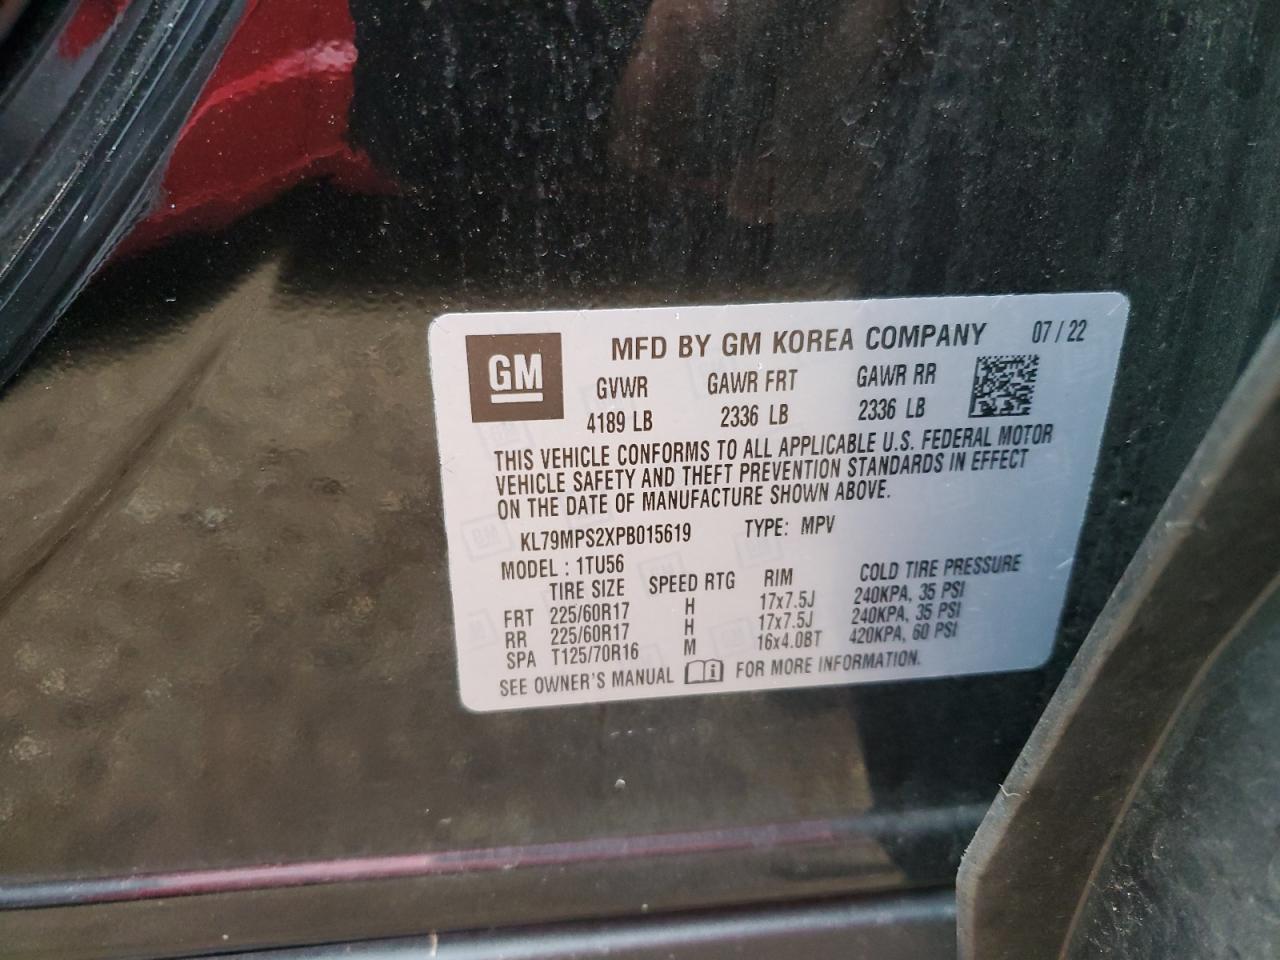 GM
MFD BY GM KOREA COMPANY 07 / 22
GVWR GAWR FRT GAWR RR
4189 LB 2336 LB 2336 LB
THIS VEHICLE CONFORMS TO ALL APPLICABLE U.S. FEDERAL MOTOR
VEHICLE SAFETY AND THEFT PREVENTION STANDARDS IN EFFECT
ON THE DATE OF MANUFACTURE SHOWN ABOVE.
KL79MPS2XPB015619 TYPE: MPV
MODEL : 1TU56
TIRE SIZE SPEED RTG RIM COLD TIRE PRESSURE
FRT 225/60R17 H 17x7.5J 240KPA, 35 PSI
RR 225/60R17 H 17x7.5J 240KPA, 35 PSI
SPA T125/70R16 M 16x4.0BT 420KPA, 60 PSI
SEE OWNER'S MANUAL i FOR MORE INFORMATION.